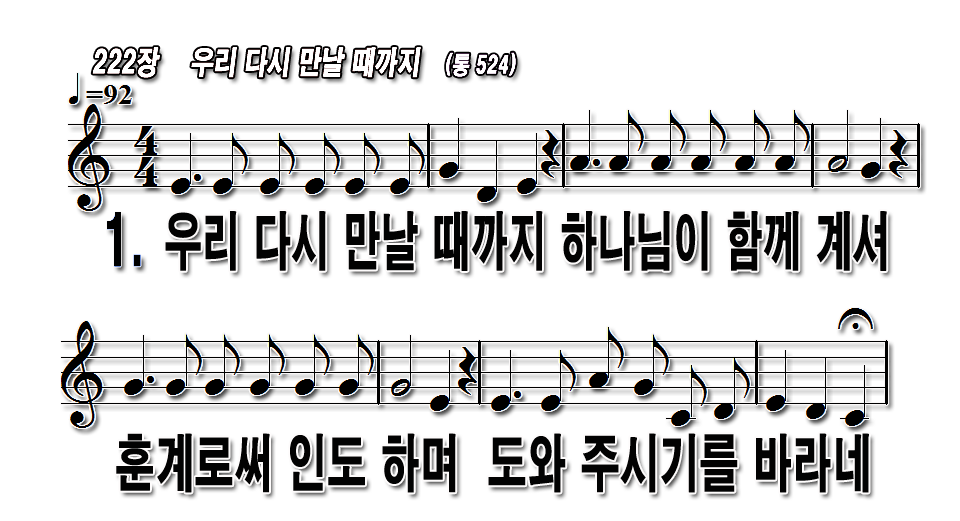 222장 우리 다시 만날 때까지 (통 524)
♩=92
4/4
1. 우리 다시 만날 때까지 하나님이 함께 계셔
훈계로써 인도 하며 도와 주시기를 바라네